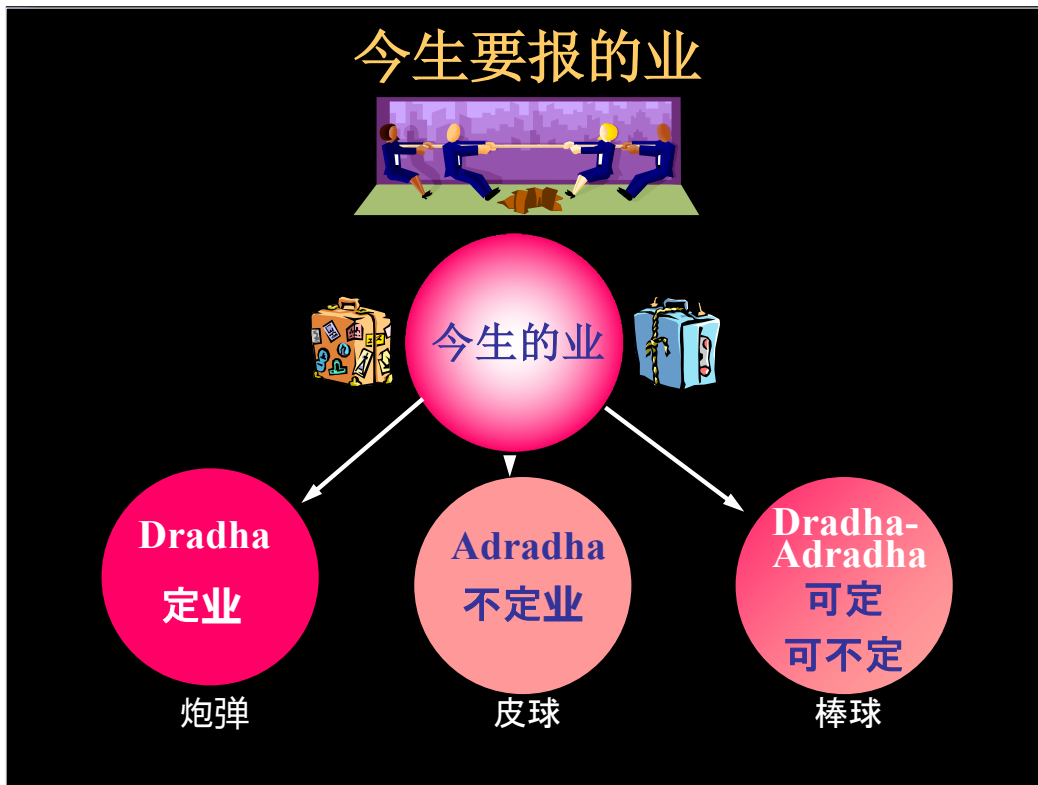 今生要报的业
今生的业
Dradha
定业
炮弹
Adradha
不定业
皮球
Dradha-
Adradha
可定
可不定
棒球